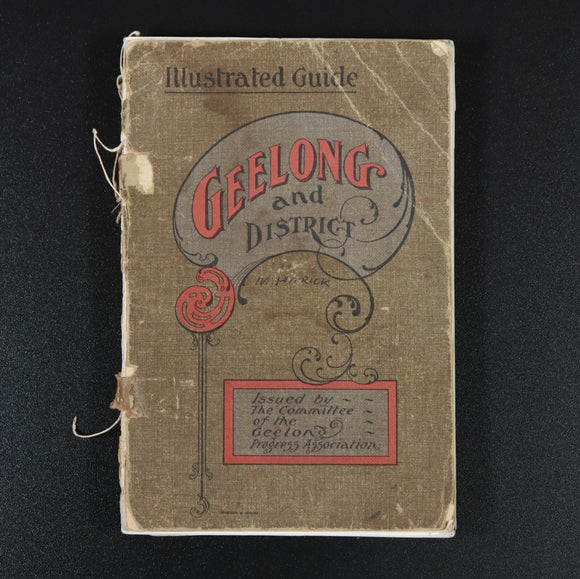 Illustrated Guide
GEELONG
and
DISTRICT
Issued by
The Committee
of the
Geelong
Progress Association.